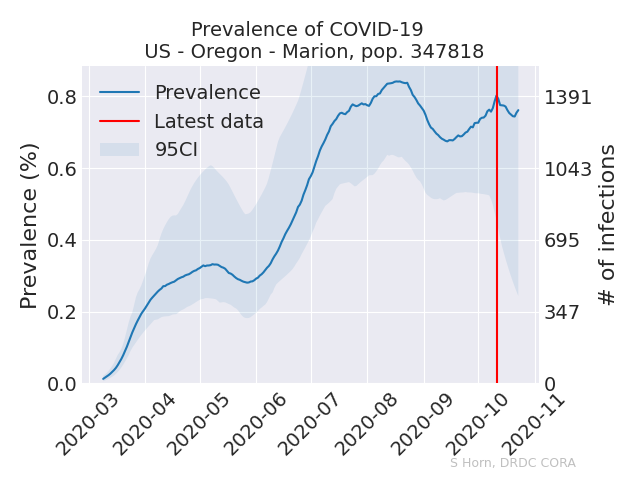 Prevalence of COVID-19
US - Oregon - Marion, pop. 347818
Prevalence
Latest data
95CI
Prevalence (%)
0.8
0.6
0.4
0.2
0.0
1391
1043
695
347
0
# of infections
2020-03
2020-04
2020-05
2020-06
2020-07
2020-08
2020-09
2020-10
2020-11
S Horn, DRDC CORA